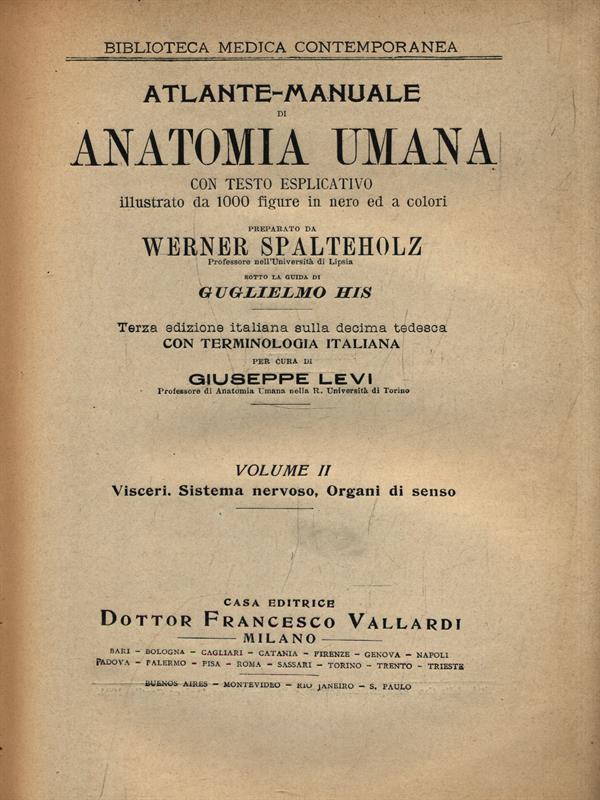 BIBLIOTECA MEDICA CONTEMPORANEA
ATLANTE-MANUALE
DI
ANATOMIA UMANA
CON TESTO ESPLICATIVO
illustrato da 1000 figure in nero ed a colori
PREPARATO DA
WERNER SPALTEHOLZ
Professore nell'Università di Lipsia
SOTTO LA GUIDA DI
GUGLIELMO HIS
Terza edizione italiana sulla decima tedesca
CON TERMINOLOGIA ITALIANA
PER CURA DI
GIUSEPPE LEVI
Professore di Anatomia Umana nella R. Università di Torino
VOLUME II
Visceri. Sistema nervoso, Organi di senso
CASA EDITRICE
DOTTOR FRANCESCO VALLARDI
MILANO
BARI - BOLOGNA - CAGLIARI - CATANIA - FIRENZE - GENOVA - NAPOLI
PADOVA - PALERMO - PISA - ROMA - SASSARI - TORINO - TRENTO - TRIESTE
BUENOS AIRES - MONTEVIDEO - RIO JANEIRO - S. PAULO